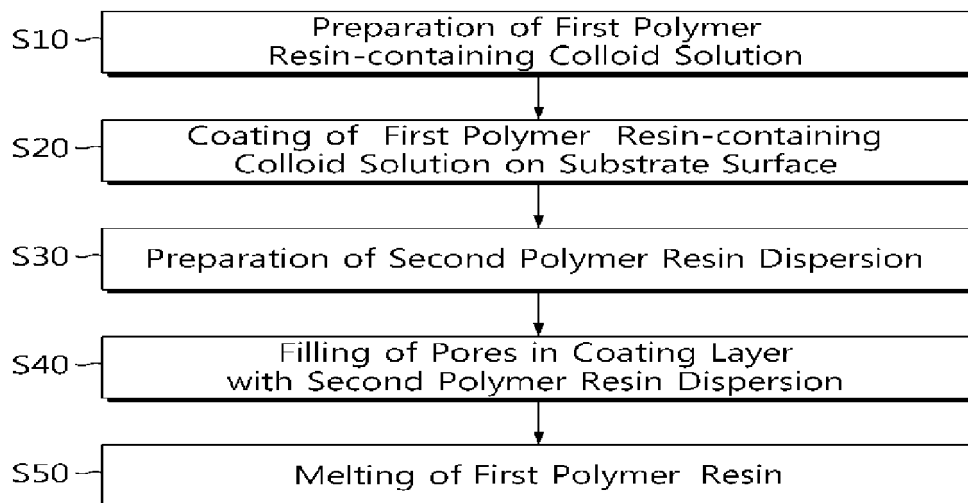 S10
Preparation of First Polymer
Resin-containing Colloid Solution
S20
Coating of First Polymer Resin-containing
Colloid Solution on Substrate Surface
S30
Preparation of Second Polymer Resin Dispersion
S40
Filling of Pores in Coating Layer
with Second Polymer Resin Dispersion
S50
Melting of First Polymer Resin